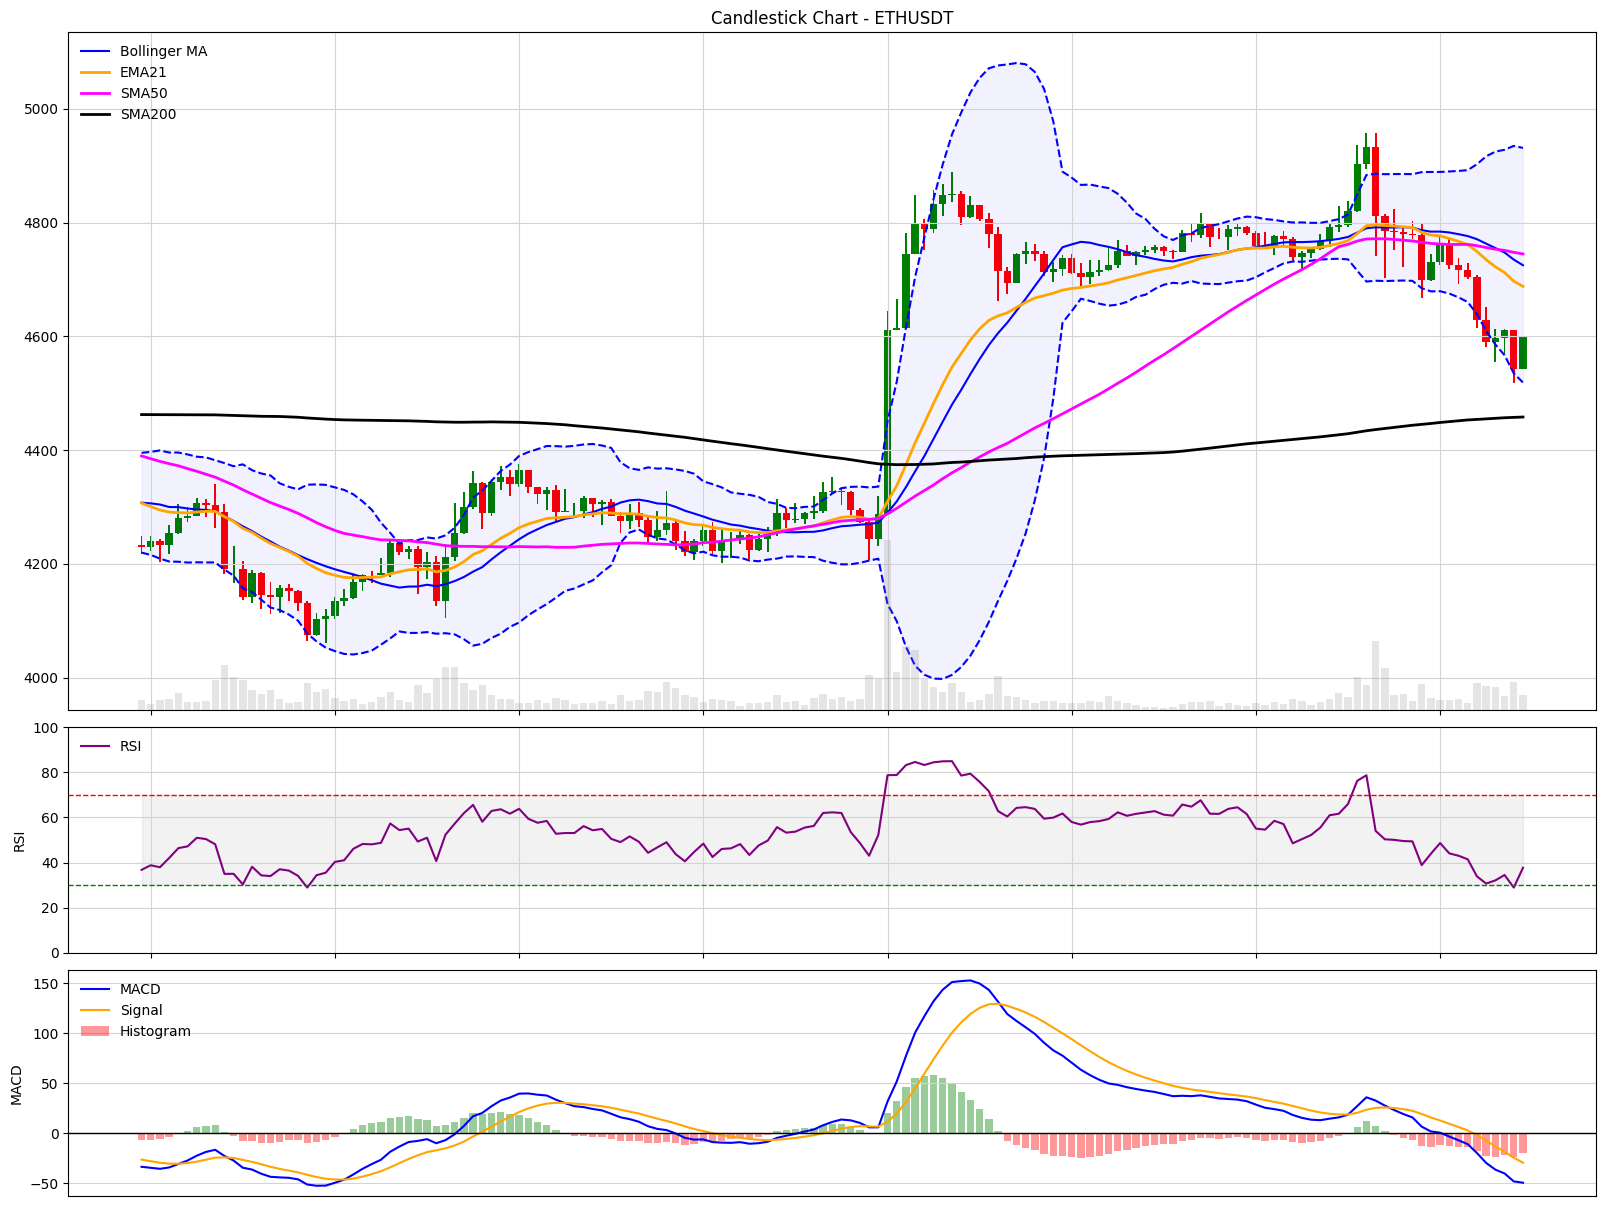 Candlestick Chart - ETHUSDT
Bollinger MA
EMA21
SMA50
SMA200
5000
4800
4600
4400
4200
4000
100
80
60
40
20
0
RSI
RSI
150
100
50
0
−50
MACD
MACD
Signal
Histogram